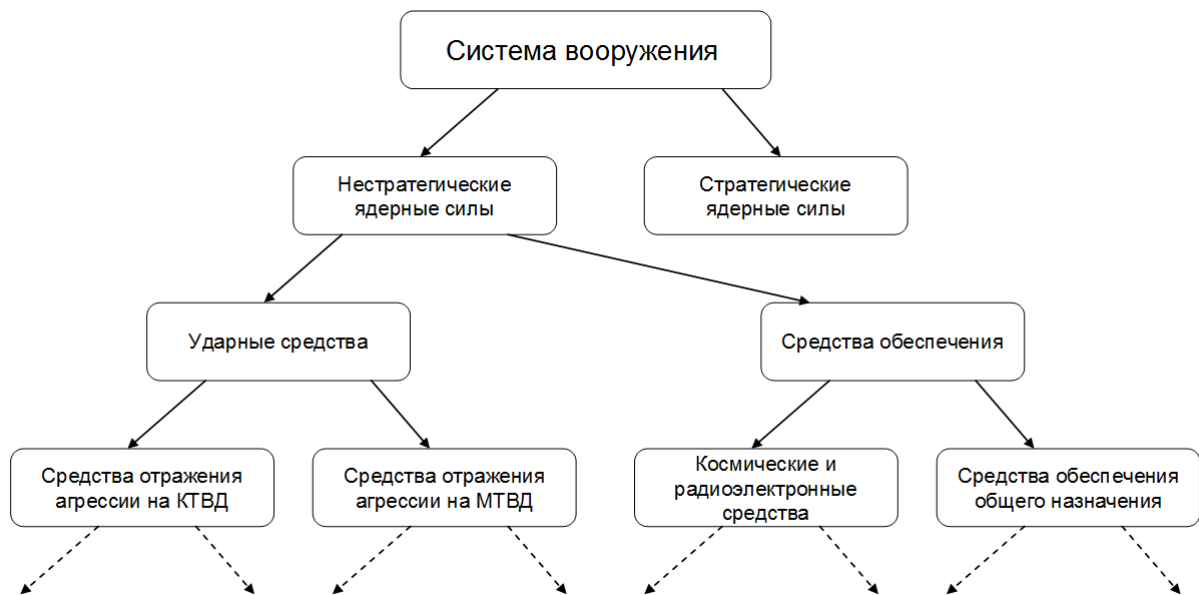 Система вооружения
Нестратегические
ядерные силы
Стратегические
ядерные силы
Ударные средства
Средства обеспечения
Средства отражения
агрессии на КТВД
Средства отражения
агрессии на МТВД
Космические и
радиоэлектронные
средства
Средства обеспечения
общего назначения